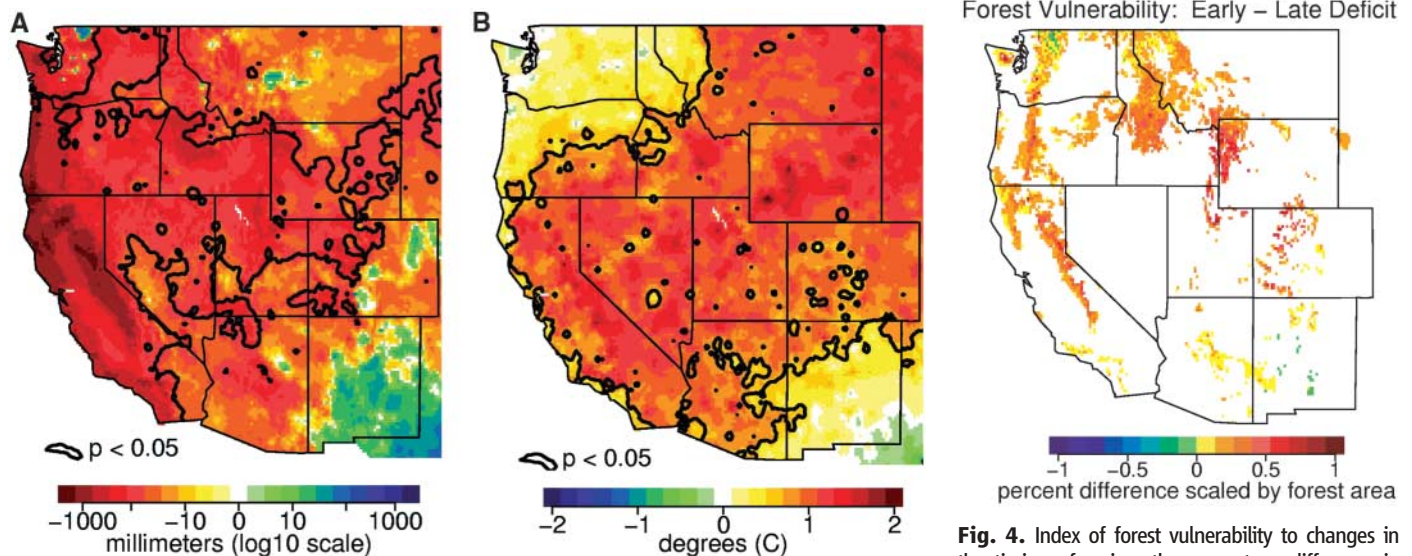 A
p < 0.05
-1000 -10 0 10 1000
millimeters (log10 scale)
B
p < 0.05
-2 -1 0 1 2
degrees (C)
Forest Vulnerability: Early – Late Deficit
-1 -0.5 0 0.5 1
percent difference scaled by forest area
Fig. 4. Index of forest vulnerability to changes in